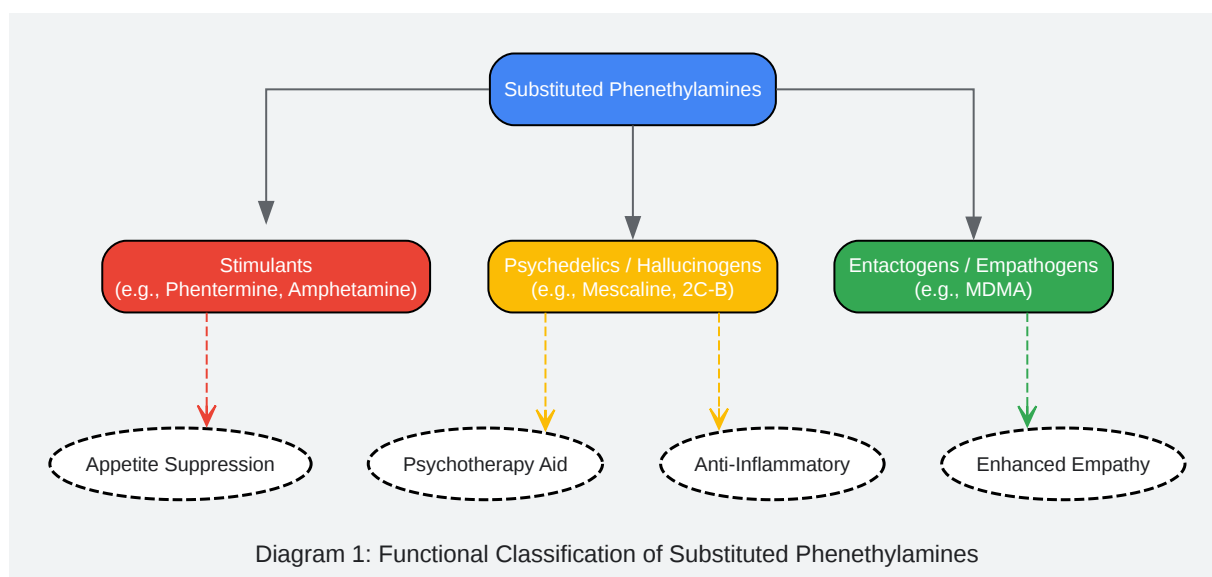 Substituted Phenethylamines
Stimulants
(e.g., Phentermine, Amphetamine)
Psychedelics / Hallucinogens
(e.g., Mescaline, 2C-B)
Entactogens / Empathogens
(e.g., MDMA)
Appetite Suppression
Psychotherapy Aid
Anti-Inflammatory
Enhanced Empathy
Diagram 1: Functional Classification of Substituted Phenethylamines